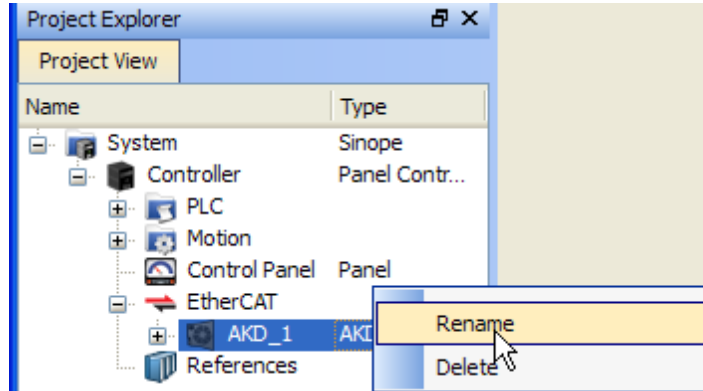 Project Explorer
Project View
Name Type
System Sinope
Controller Panel Contr...
PLC
Motion
Control Panel Panel
EtherCAT
AKD_1
Rename
References
Delete